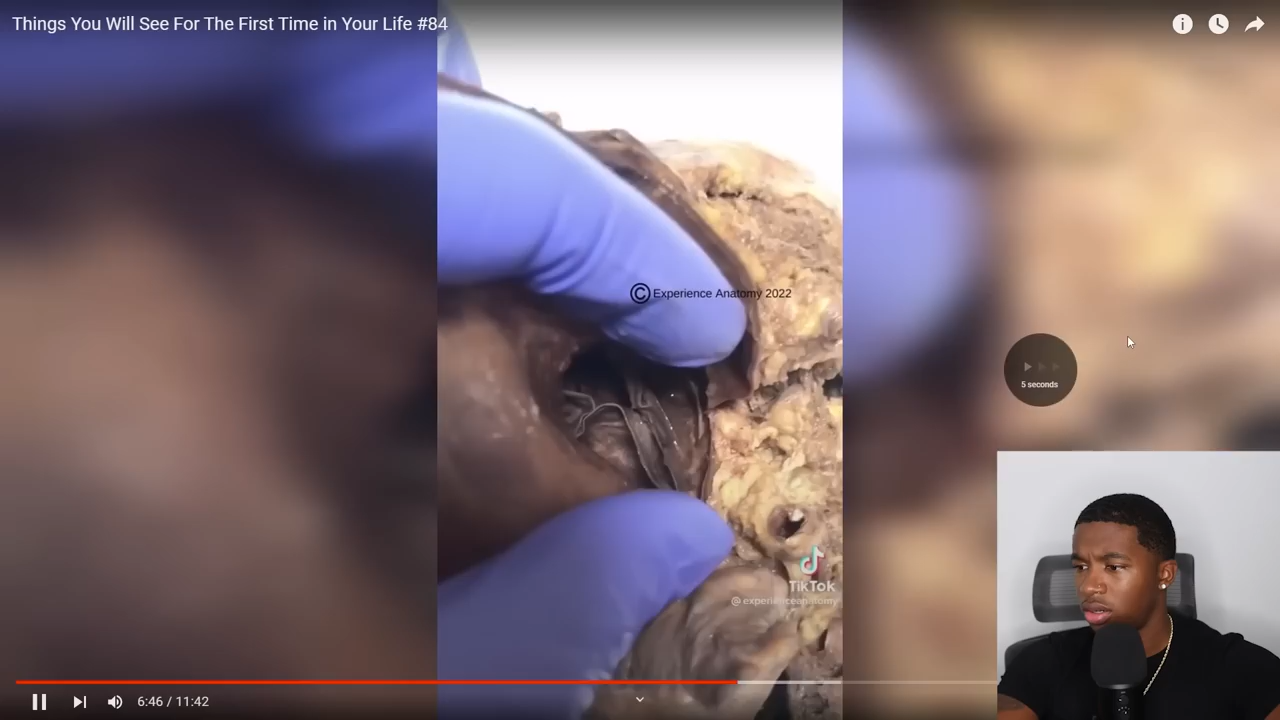 Things You Will See For The First Time in Your Life #84
© Experience Anatomy 2022
5 seconds
TikTok
@experienceanatomy
6:46 / 11:42